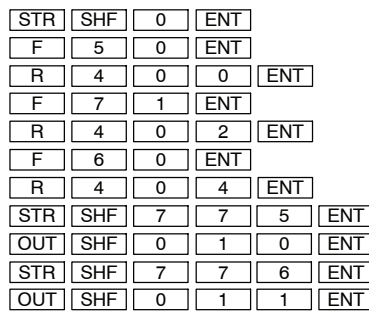 STR SHF 0 ENT
F 5 0 ENT
R 4 0 0 ENT
F 7 1 ENT
R 4 0 2 ENT
F 6 0 ENT
R 4 0 4 ENT
STR SHF 7 7 5 ENT
OUT SHF 0 1 0 ENT
STR SHF 7 7 6 ENT
OUT SHF 0 1 1 ENT